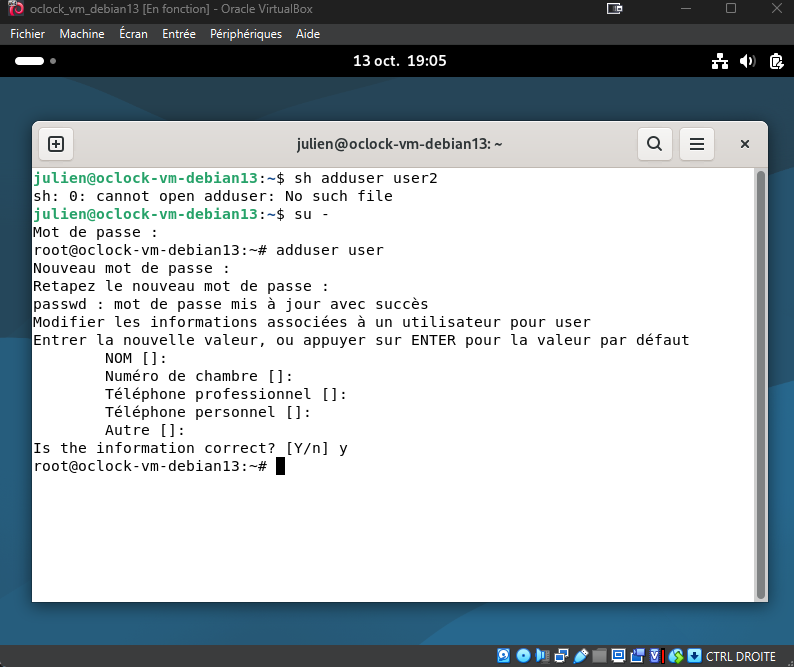 oclock_vm_debian13 [En fonction] - Oracle VirtualBox
Fichier Machine Écran Entrée Périphériques Aide
13 oct. 19:05
julien@oclock-vm-debian13: ~
julien@oclock-vm-debian13:~$ sh adduser user2
sh: 0: cannot open adduser: No such file
julien@oclock-vm-debian13:~$ su -
Mot de passe :
root@oclock-vm-debian13:~# adduser user
Nouveau mot de passe :
Retapez le nouveau mot de passe :
passwd : mot de passe mis à jour avec succès
Modifier les informations associées à un utilisateur pour user
Entrer la nouvelle valeur, ou appuyer sur ENTER pour la valeur par défaut
NOM []:
Numéro de chambre []:
Téléphone professionnel []:
Téléphone personnel []:
Autre []:
Is the information correct? [Y/n] y
root@oclock-vm-debian13:~#
CTRL DROITE